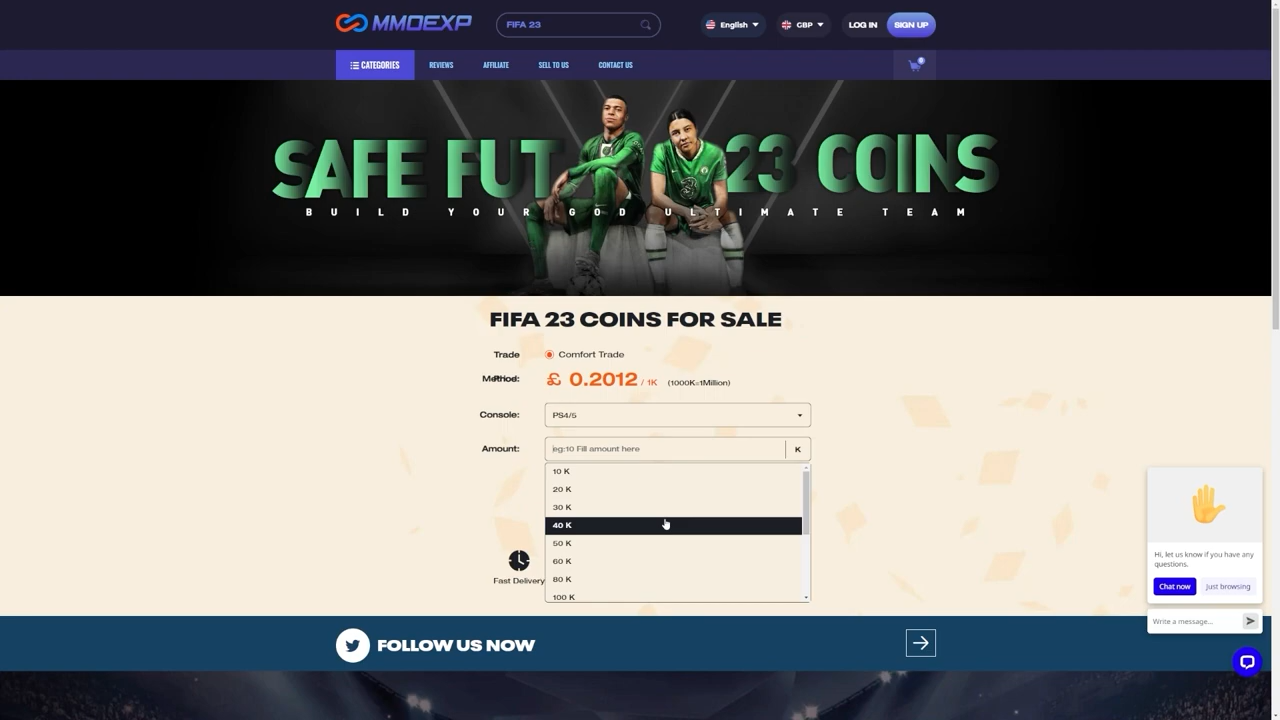 MMOEXP
FIFA 23
English
GBP
LOG IN
SIGN UP
CATEGORIES
REVIEWS
AFFILIATE
SELL TO US
CONTACT US
0
SAFE FUT 23 COINS
BUILD YOUR GOD ULTIMATE TEAM
FIFA 23 COINS FOR SALE
Trade
Comfort Trade
£ 0.2012 / 1K (1000K=1Million)
Console:
PS4/5
Amount:
eg:10 Fill amount here
K
10 K
20 K
30 K
40 K
50 K
60 K
80 K
100 K
Fast Delivery
Hi, let us know if you have any
questions.
Chat now
Just browsing
Write a message...
FOLLOW US NOW